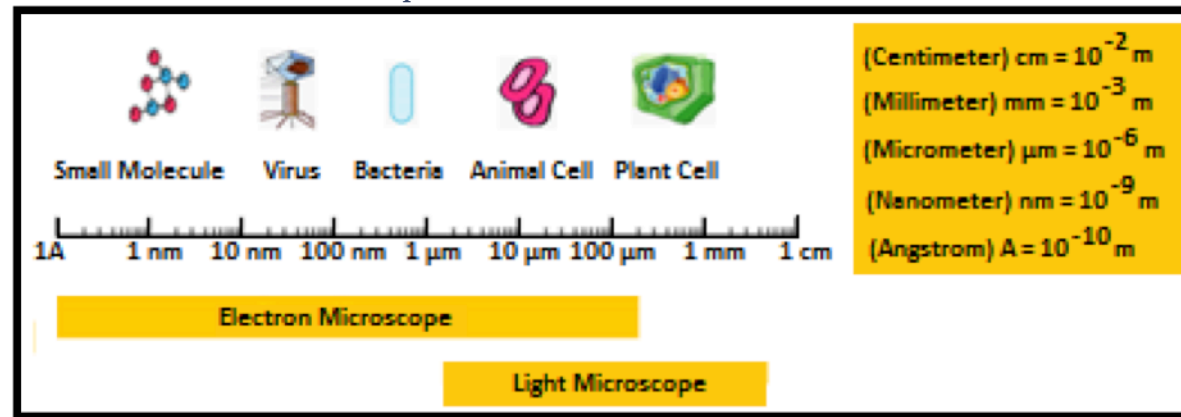 Small Molecule Virus Bacteria Animal Cell Plant Cell
1A 1 nm 10 nm 100 nm 1 µm 10 µm 100 µm 1 mm 1 cm
Electron Microscope
Light Microscope
(Centimeter) cm = 10⁻² m
(Millimeter) mm = 10⁻³ m
(Micrometer) µm = 10⁻⁶ m
(Nanometer) nm = 10⁻⁹ m
(Angstrom) A = 10⁻¹⁰ m